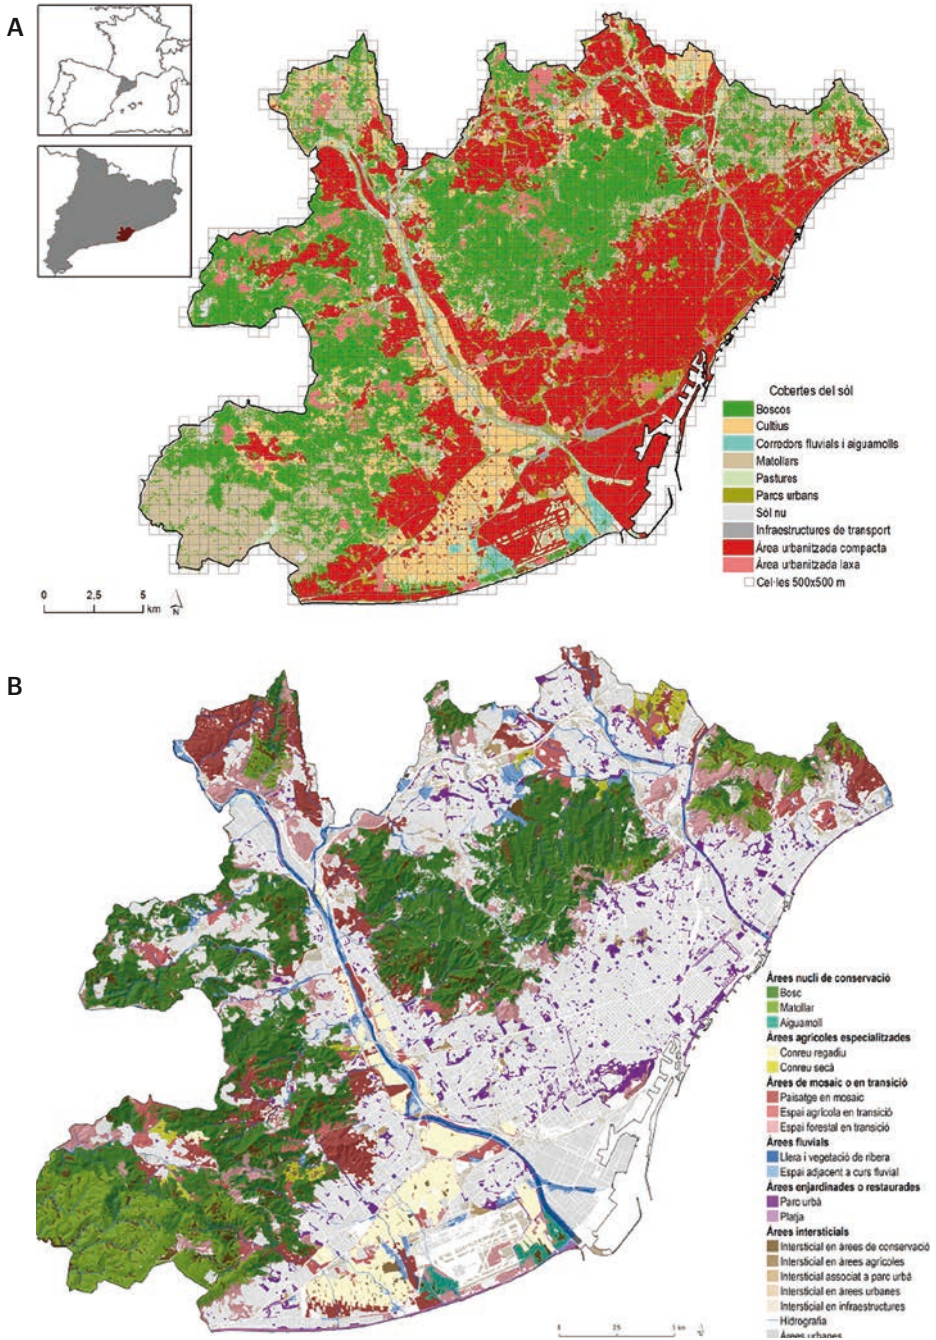 A
Cobertes del sòl
Boscos
Cultius
Corrodors fluvials i aiguamolls
Matollars
Pastures
Parcs urbans
Sòl nu
Infraestructures de transport
Àrea urbanitzada compacta
Àrea urbanitzada laxa
Cel·les 500x500 m
0 2,5 5
km
N
B
Àrees nucli de conservació
Bosc
Matollar
Aiguamoll
Àrees agrícoles especialitzades
Conreu regadiu
Conreu secà
Àrees de mosaic o en transició
Paisatge en mosaic
Espai agrícola en transició
Espai forestal en transició
Àrees fluvials
Llera i vegetació de ribera
Espai adjacent a curs fluvial
Àrees enjardinades o restaurades
Parc urbà
Platja
Àrees intersticials
Intersticial en àrees de conservació
Intersticial en àrees agrícoles
Intersticial associat a parc urbà
Intersticial en àrees urbanes
Intersticial en infraestructures
Hidrografia
Àrees urbanes